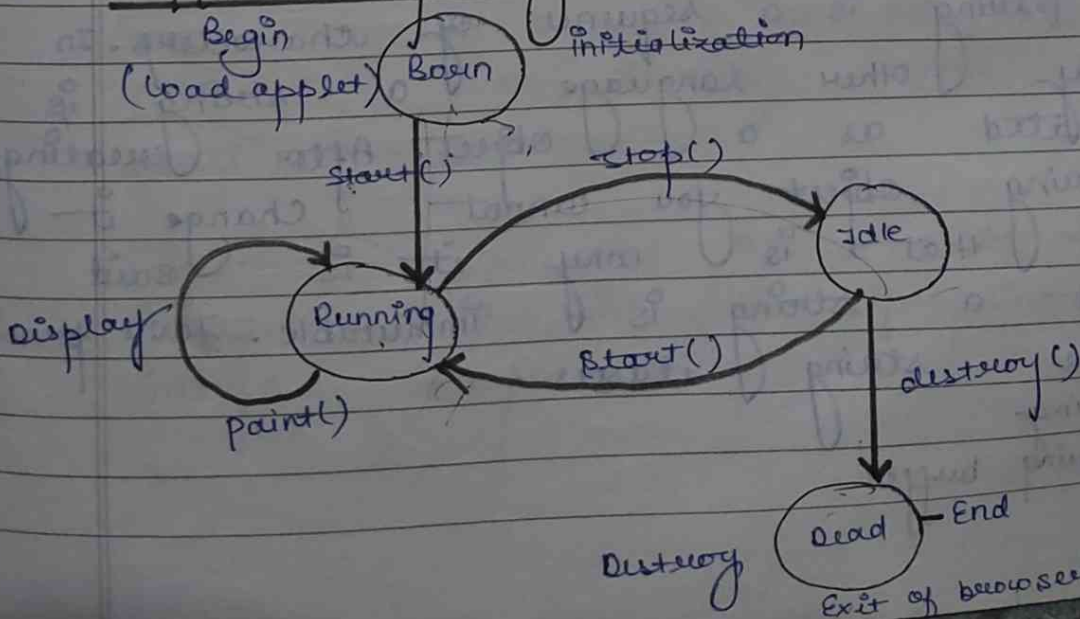 Begin
initialization
(load applet)
Born
start()
stop()
Idle
Running
Display
start()
destroy()
paint()
Dead
End
Destroy
Exit of browser